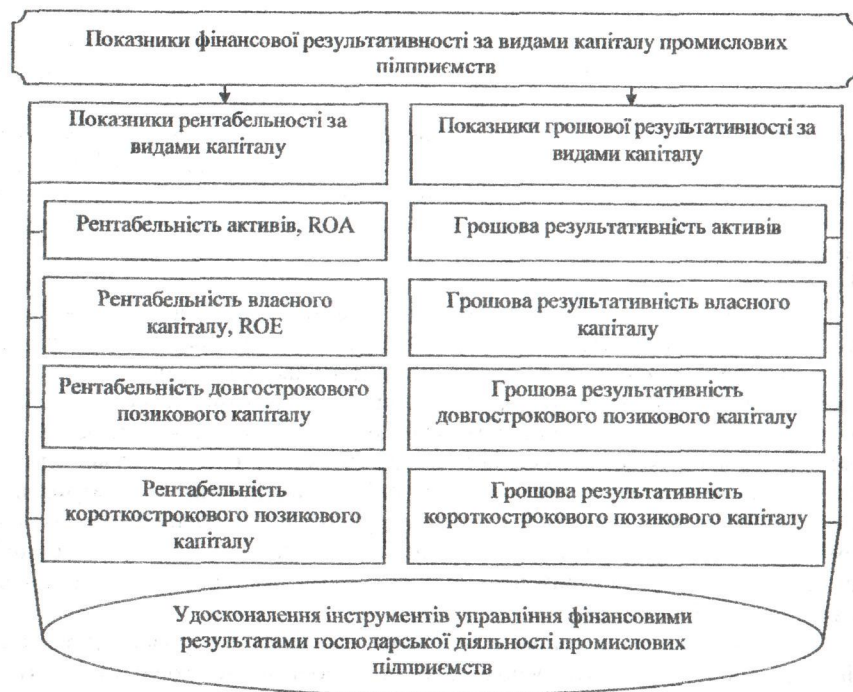 Показники фінансової результативності за видами капіталу промислових
підприємств
Показники рентабельності за
видами капіталу
Показники грошової результативності за
видами капіталу
Рентабельність активів, ROA
Грошова результативність активів
Рентабельність власного
капіталу, ROE
Грошова результативність власного
капіталу
Рентабельність довгострокового
позикового капіталу
Грошова результативність
довгострокового позикового капіталу
Рентабельність
короткострокового позикового
капіталу
Грошова результативність
короткострокового позикового капіталу
Удосконалення інструментів управління фінансовими
результатами господарської діяльності промислових
підприємств